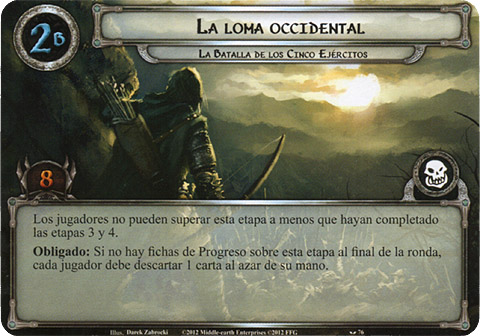 2B
La loma occidental
La Batalla de los Cinco Ejércitos
8
Los jugadores no pueden superar esta etapa a menos que hayan completado
las etapas 3 y 4.
Obligado: Si no hay fichas de Progreso sobre esta etapa al final de la ronda,
cada jugador debe descartar 1 carta al azar de su mano.
Illus. Darek Zabrocki ©2012 Middle-earth Enterprises ©2012 FFG 76